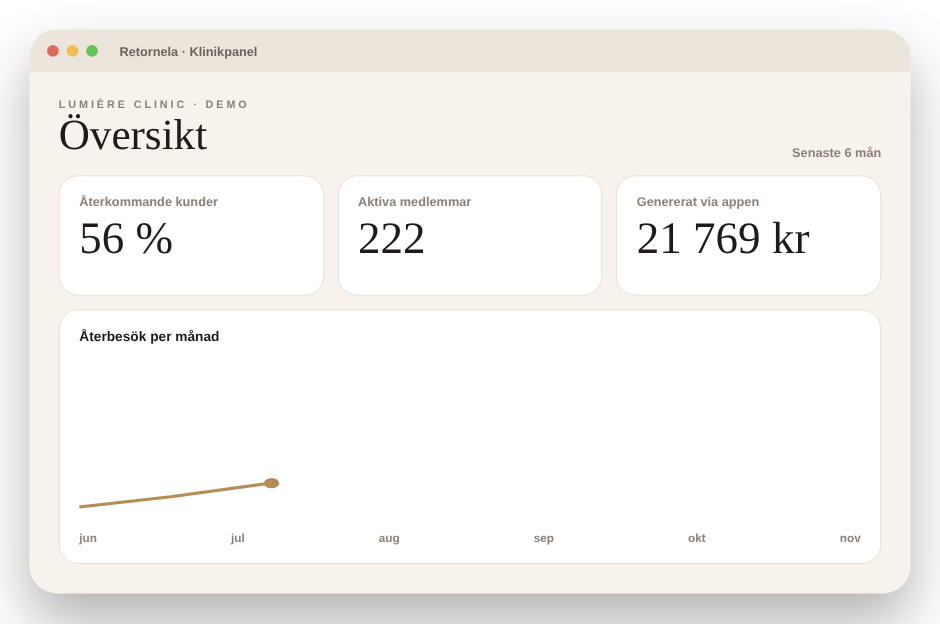 Retornela · Klinikpanel
LUMIÈRE CLINIC · DEMO
Översikt
Senaste 6 mån
Återkommande kunder
56 %
Aktiva medlemmar
222
Genererat via appen
21 769 kr
Återbesök per månad
jun jul aug sep okt nov